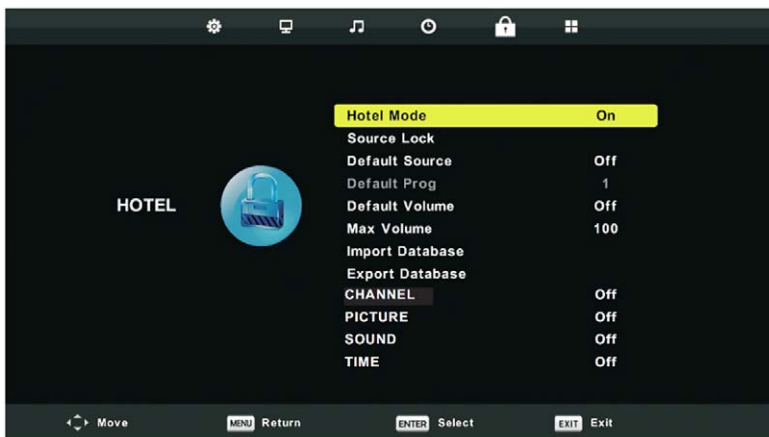 HOTEL
Hotel Mode On
Source Lock
Default Source Off
Default Prog 1
Default Volume Off
Max Volume 100
Import Database
Export Database
CHANNEL Off
PICTURE Off
SOUND Off
TIME Off
Move MENU Return ENTER Select EXIT Exit